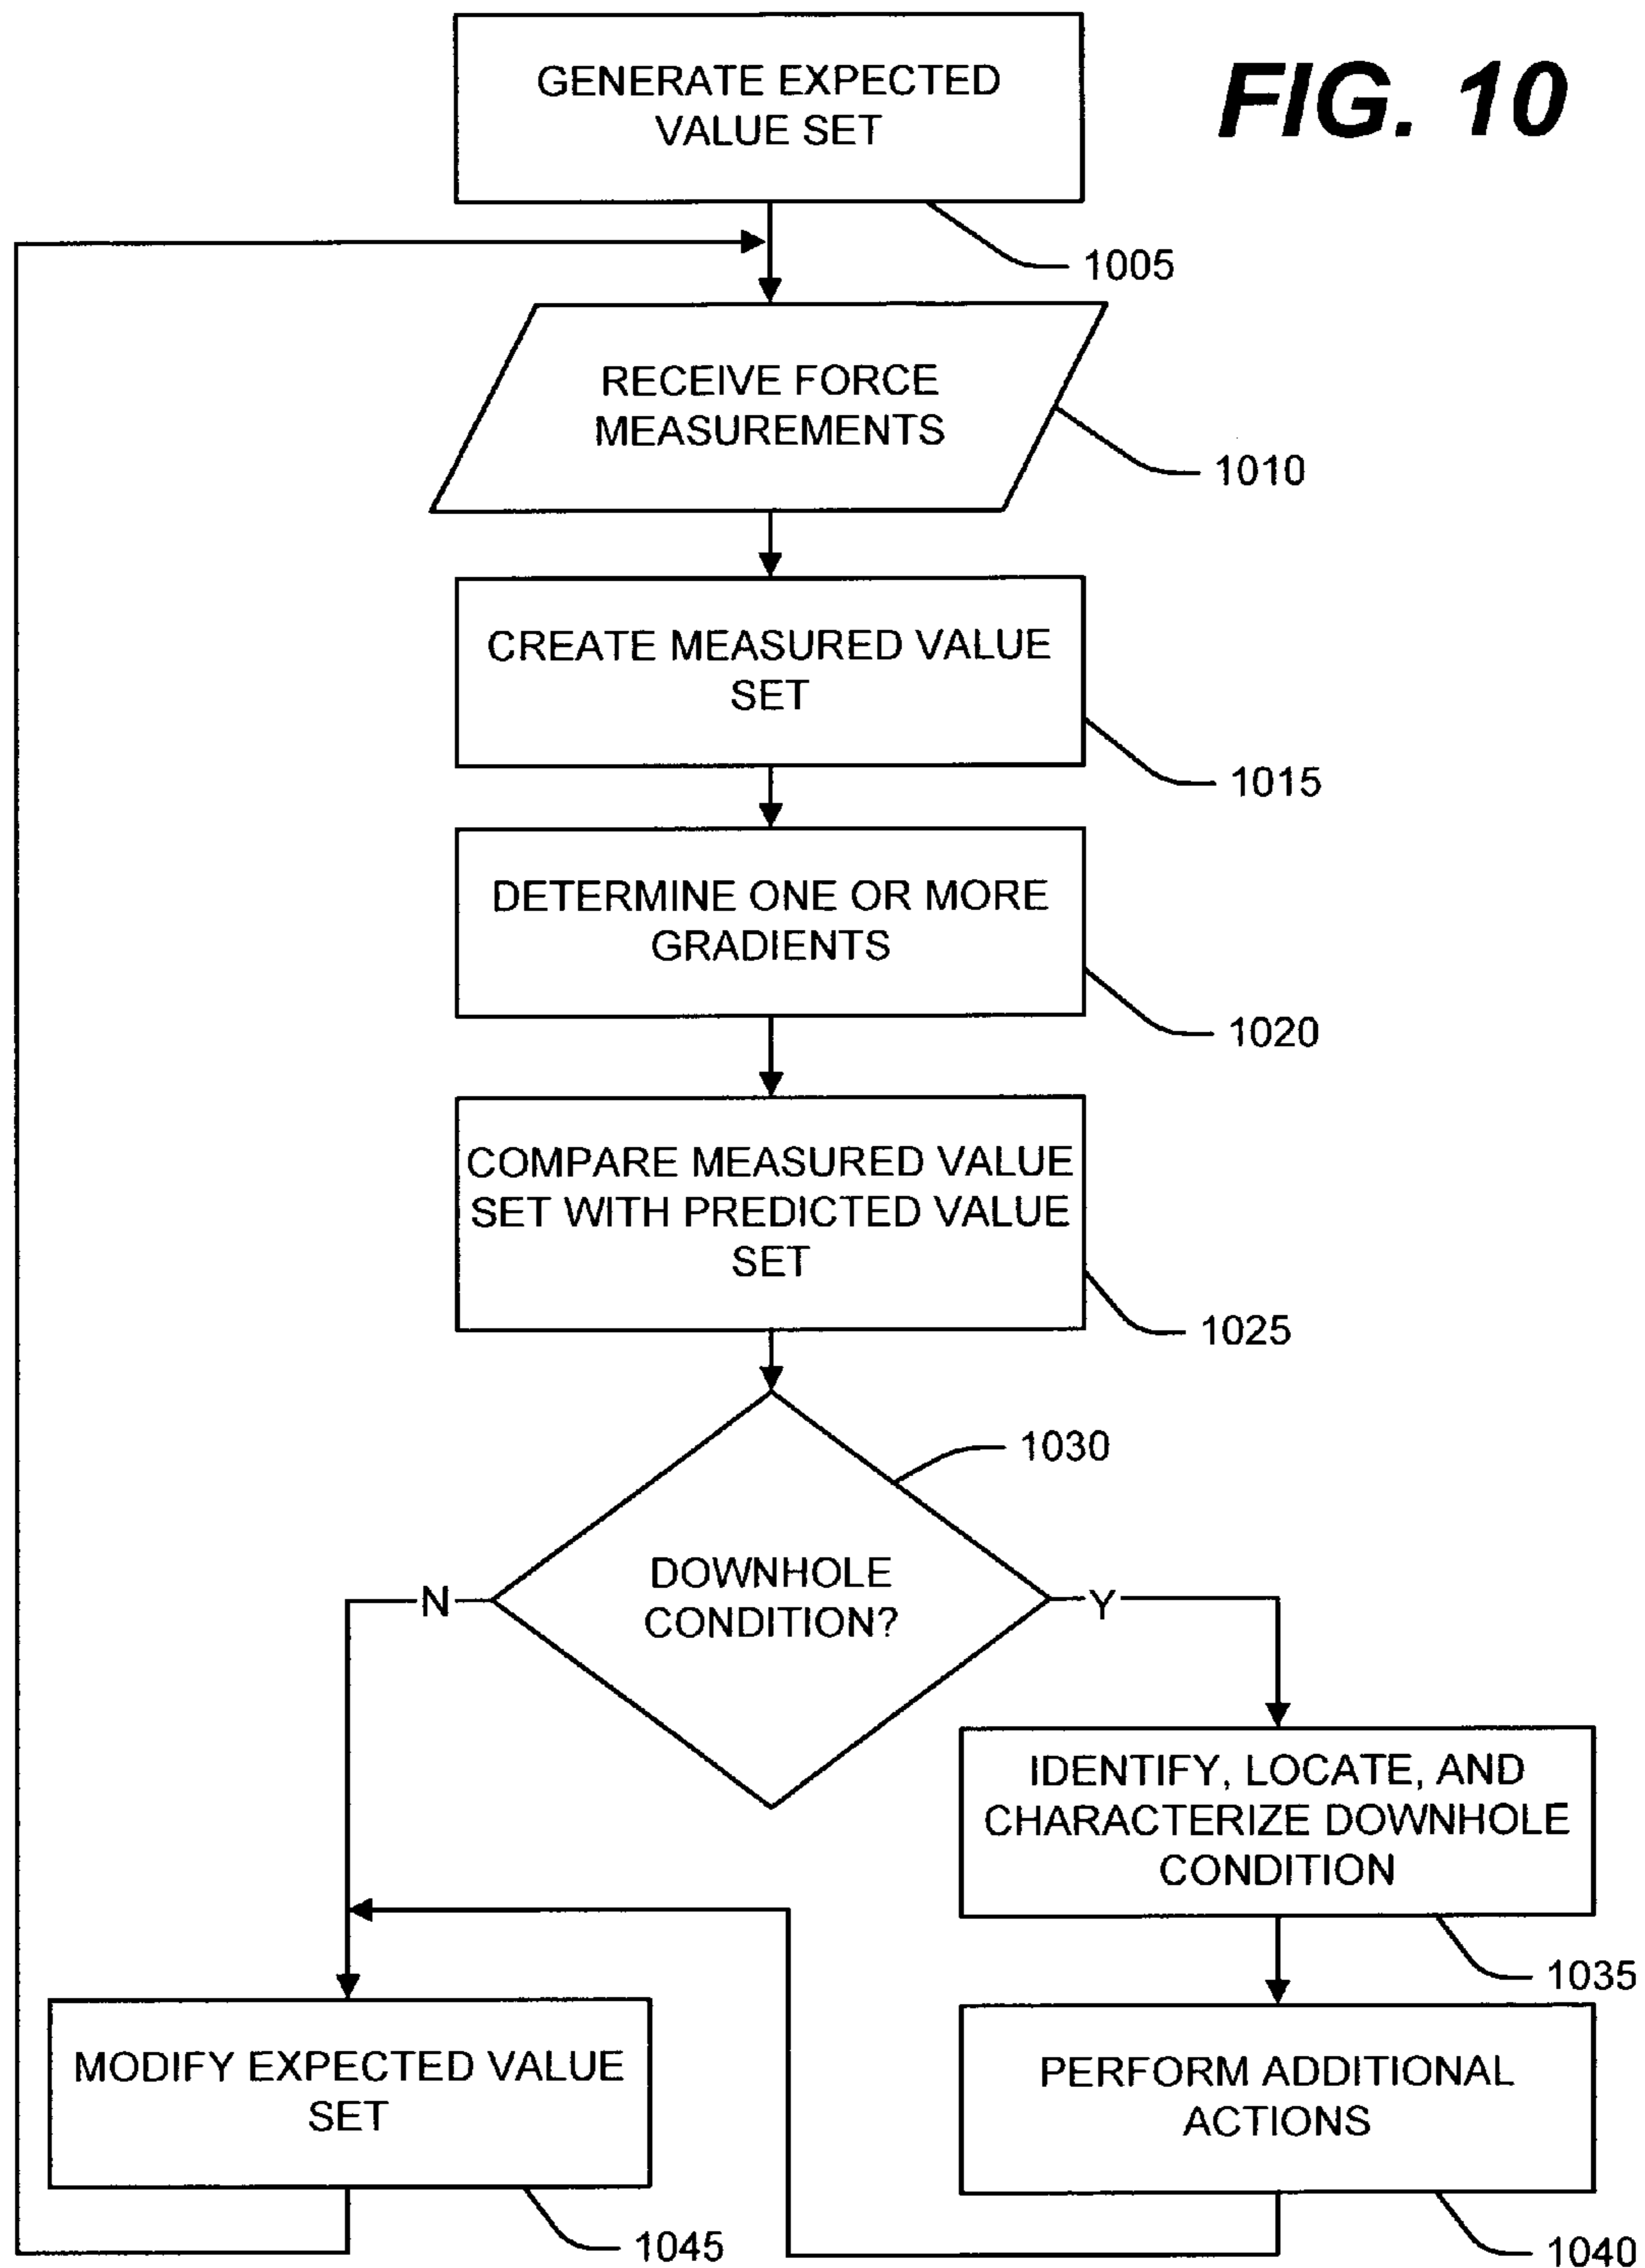 GENERATE EXPECTED
VALUE SET
FIG. 10
1005
RECEIVE FORCE
MEASUREMENTS
1010
CREATE MEASURED VALUE
SET
1015
DETERMINE ONE OR MORE
GRADIENTS
1020
COMPARE MEASURED VALUE
SET WITH PREDICTED VALUE
SET
1025
1030
DOWNHOLE
CONDITION?
N
Y
IDENTIFY, LOCATE, AND
CHARACTERIZE DOWNHOLE
CONDITION
1035
MODIFY EXPECTED VALUE
SET
1045
PERFORM ADDITIONAL
ACTIONS
1040